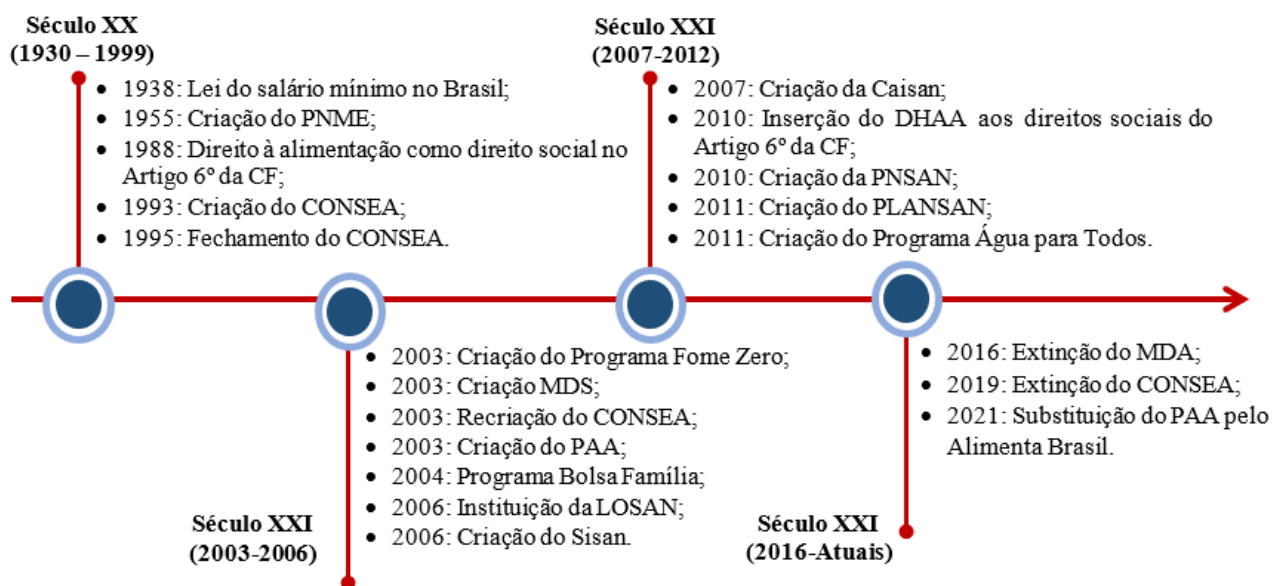 Século XX
(1930 – 1999)
• 1938: Lei do salário mínimo no Brasil;
• 1955: Criação do PNME;
• 1988: Direito à alimentação como direito social no
Artigo 6º da CF;
• 1993: Criação do CONSEA;
• 1995: Fechamento do CONSEA.
Século XXI
(2003-2006)
• 2003: Criação do Programa Fome Zero;
• 2003: Criação MDS;
• 2003: Recriação do CONSEA;
• 2003: Criação do PAA;
• 2004: Programa Bolsa Família;
• 2006: Instituição da LOSAN;
• 2006: Criação do Sisan.
Século XXI
(2007-2012)
• 2007: Criação da Caisan;
• 2010: Inserção do DHAA aos direitos sociais do
Artigo 6º da CF;
• 2010: Criação da PNSAN;
• 2011: Criação do PLANSAN;
• 2011: Criação do Programa Água para Todos.
Século XXI
(2016-Atuais)
• 2016: Extinção do MDA;
• 2019: Extinção do CONSEA;
• 2021: Substituição do PAA pelo
Alimenta Brasil.